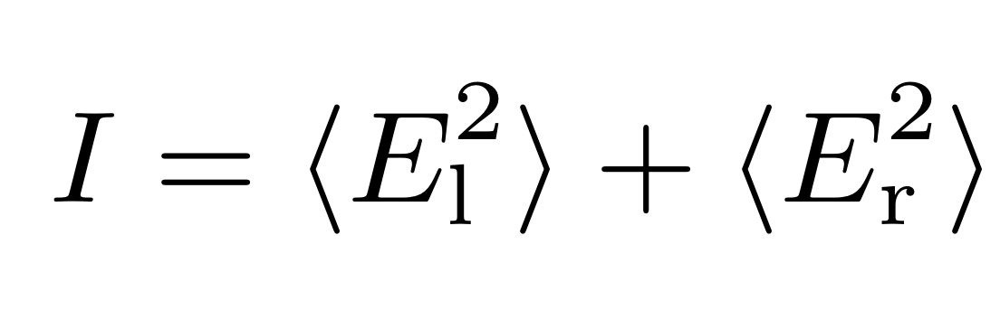 I = ⟨E_l^2⟩ + ⟨E_r^2⟩